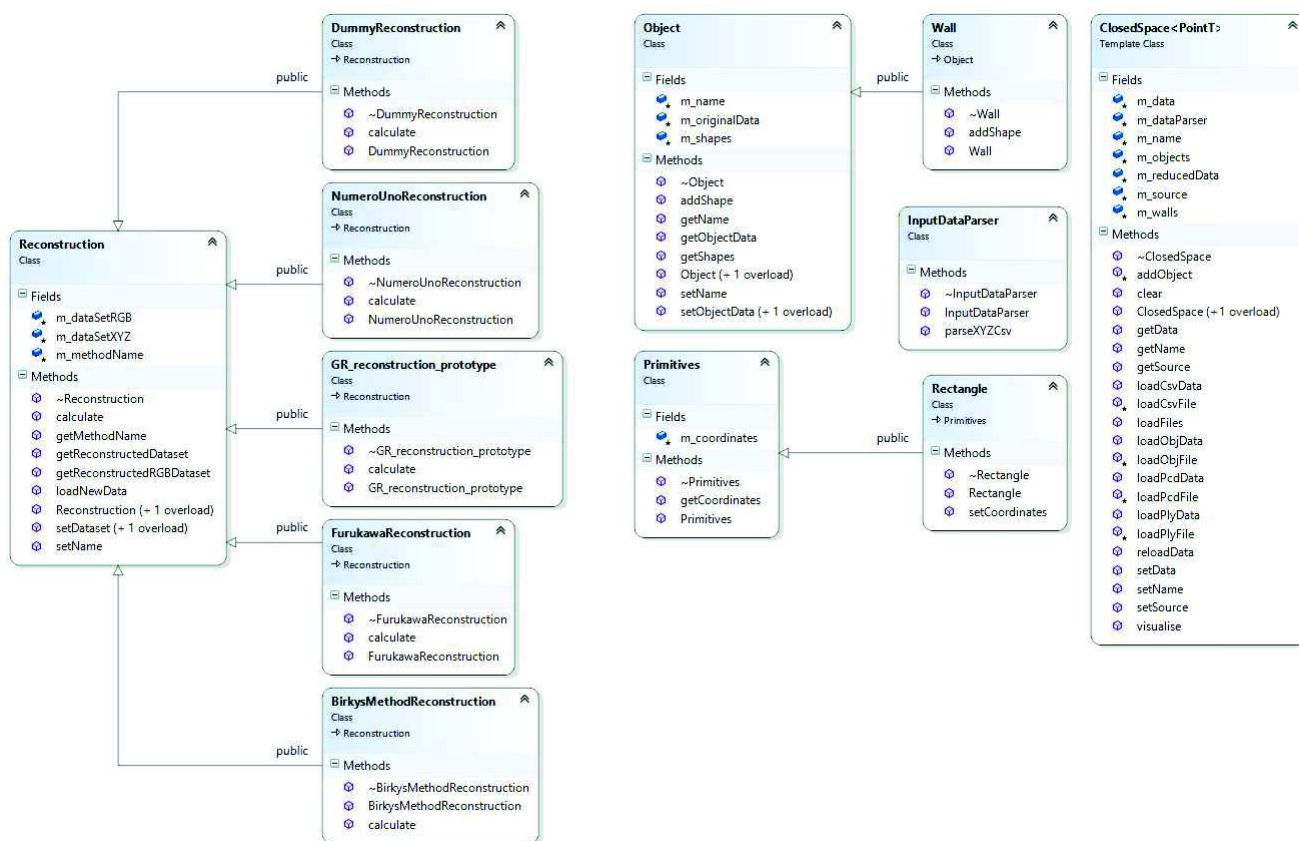 DummyReconstruction
Class
Reconstruction
Methods
~DummyReconstruction
calculate
DummyReconstruction
public
NumeroUnoReconstruction
Class
Reconstruction
Methods
~NumeroUnoReconstruction
calculate
NumeroUnoReconstruction
public
Reconstruction
Class
Fields
m_dataSetRGB
m_dataSetXYZ
m_methodName
Methods
~Reconstruction
calculate
getMethodName
getReconstructedDataset
getReconstructedRGBDataset
loadNewData
Reconstruction (+ 1 overload)
setDataset (+ 1 overload)
setName
GR_reconstruction_prototype
Class
Reconstruction
Methods
~GR_reconstruction_prototype
calculate
GR_reconstruction_prototype
public
FurukawaReconstruction
Class
Reconstruction
Methods
~FurukawaReconstruction
calculate
FurukawaReconstruction
public
BirkysMethodReconstruction
Class
Reconstruction
Methods
~BirkysMethodReconstruction
BirkysMethodReconstruction
calculate
public
Object
Class
Fields
m_name
m_originalData
m_shapes
Methods
~Object
addShape
getName
getObjectData
getShapes
Object (+ 1 overload)
setName
setObjectData (+ 1 overload)
public
Wall
Class
Object
Methods
~Wall
addShape
Wall
InputDataParser
Class
Methods
~InputDataParser
InputDataParser
parseXYZCsv
Primitives
Class
Fields
m_coordinates
Methods
~Primitives
getCoordinates
Primitives
public
Rectangle
Class
Primitives
Methods
~Rectangle
Rectangle
setCoordinates
ClosedSpace<PointT>
Template Class
Fields
m_data
m_dataParser
m_name
m_objects
m_reducedData
m_source
m_walls
Methods
~ClosedSpace
addObject
clear
ClosedSpace (+ 1 overload)
getData
getName
getSource
loadCsvData
loadCsvFile
loadFiles
loadObjData
loadObjFile
loadPcdData
loadPcdFile
loadPlyData
loadPlyFile
reloadData
setData
setName
setSource
visualise